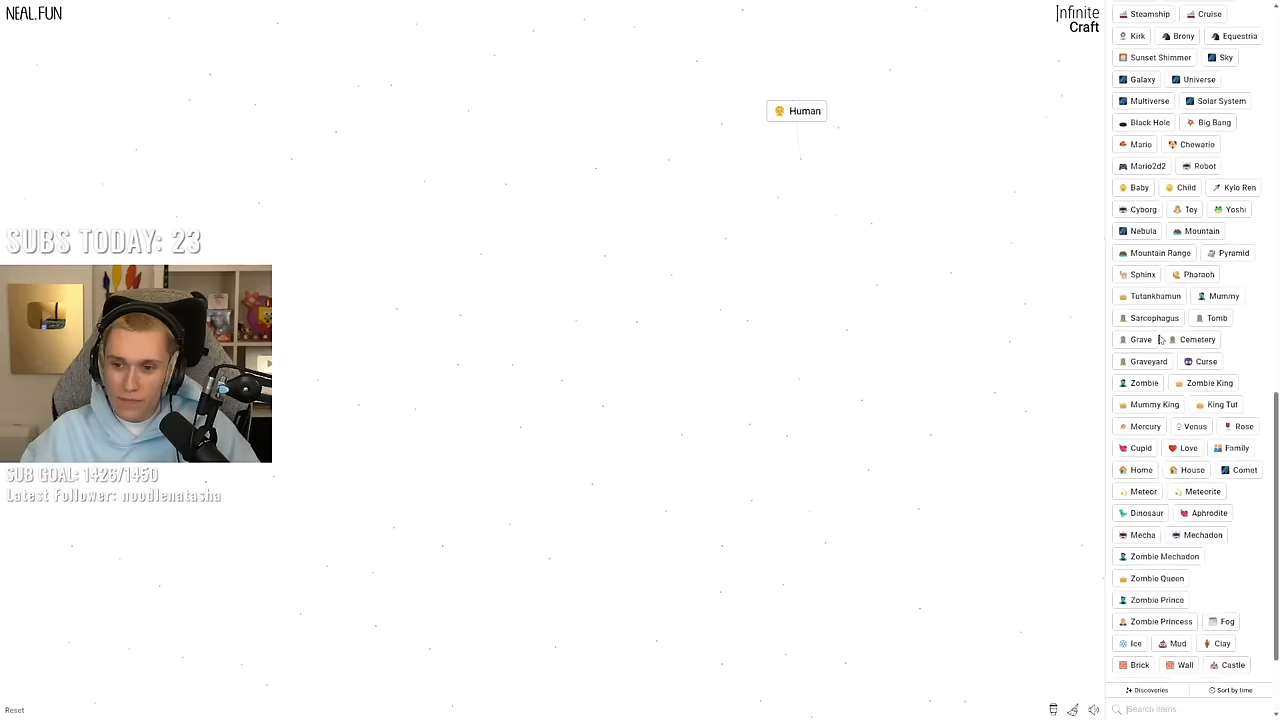 NEAL.FUN
Infinite
Craft
Human
SUBS TODAY: 23
SUB GOAL: 1426/1450
Latest Follower: noodlenatasha
Reset
Steamship Cruise
Kirk Brony Equestria
Sunset Shimmer Sky
Galaxy Universe
Multiverse Solar System
Black Hole Big Bang
Mario Chewario
Mario2d2 Robot
Baby Child Kylo Ren
Cyborg Toy Yoshi
Nebula Mountain
Mountain Range Pyramid
Sphinx Pharaoh
Tutankhamun Mummy
Sarcophagus Tomb
Grave Cemetery
Graveyard Curse
Zombie Zombie King
Mummy King King Tut
Mercury Venus Rose
Cupid Love Family
Home House Comet
Meteor Meteorite
Dinosaur Aphrodite
Mecha Mechadon
Zombie Mechadon
Zombie Queen
Zombie Prince
Zombie Princess Fog
Ice Mud Clay
Brick Wall Castle
Discoveries Sort by time
Search items...